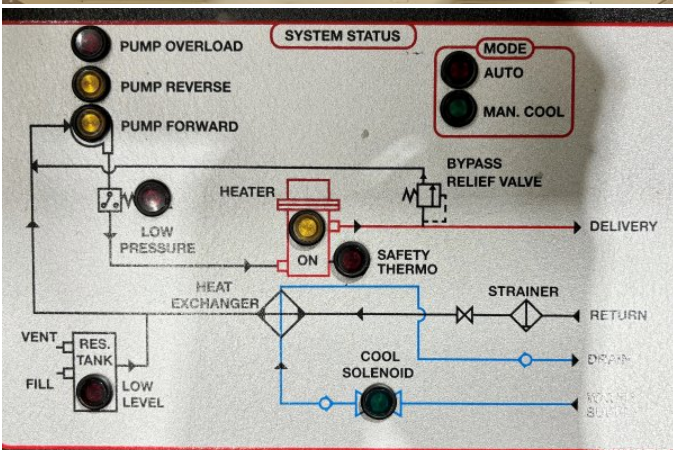 SYSTEM STATUS
PUMP OVERLOAD
PUMP REVERSE
PUMP FORWARD
MODE
AUTO
MAN. COOL
BYPASS
RELIEF VALVE
HEATER
LOW
PRESSURE
ON
SAFETY
THERMO
DELIVERY
HEAT
EXCHANGER
STRAINER
RETURN
VENT
RES.
TANK
FILL
LOW
LEVEL
COOL
SOLENOID
DRAIN